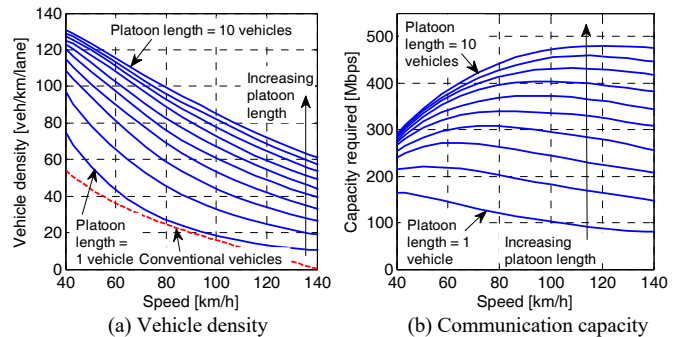 Vehicle density [veh/km/lane]
140
120
100
80
60
40
20
0
Platoon length = 10 vehicles
Increasing
platoon
length
Platoon
length =
1 vehicle
Conventional vehicles
40 60 80 100 120 140
Speed [km/h]
(a) Vehicle density
Capacity required [Mbps]
500
400
300
200
100
0
Platoon
length = 10
vehicles
Platoon
length = 1
vehicle
Increasing
platoon length
40 60 80 100 120 140
Speed [km/h]
(b) Communication capacity